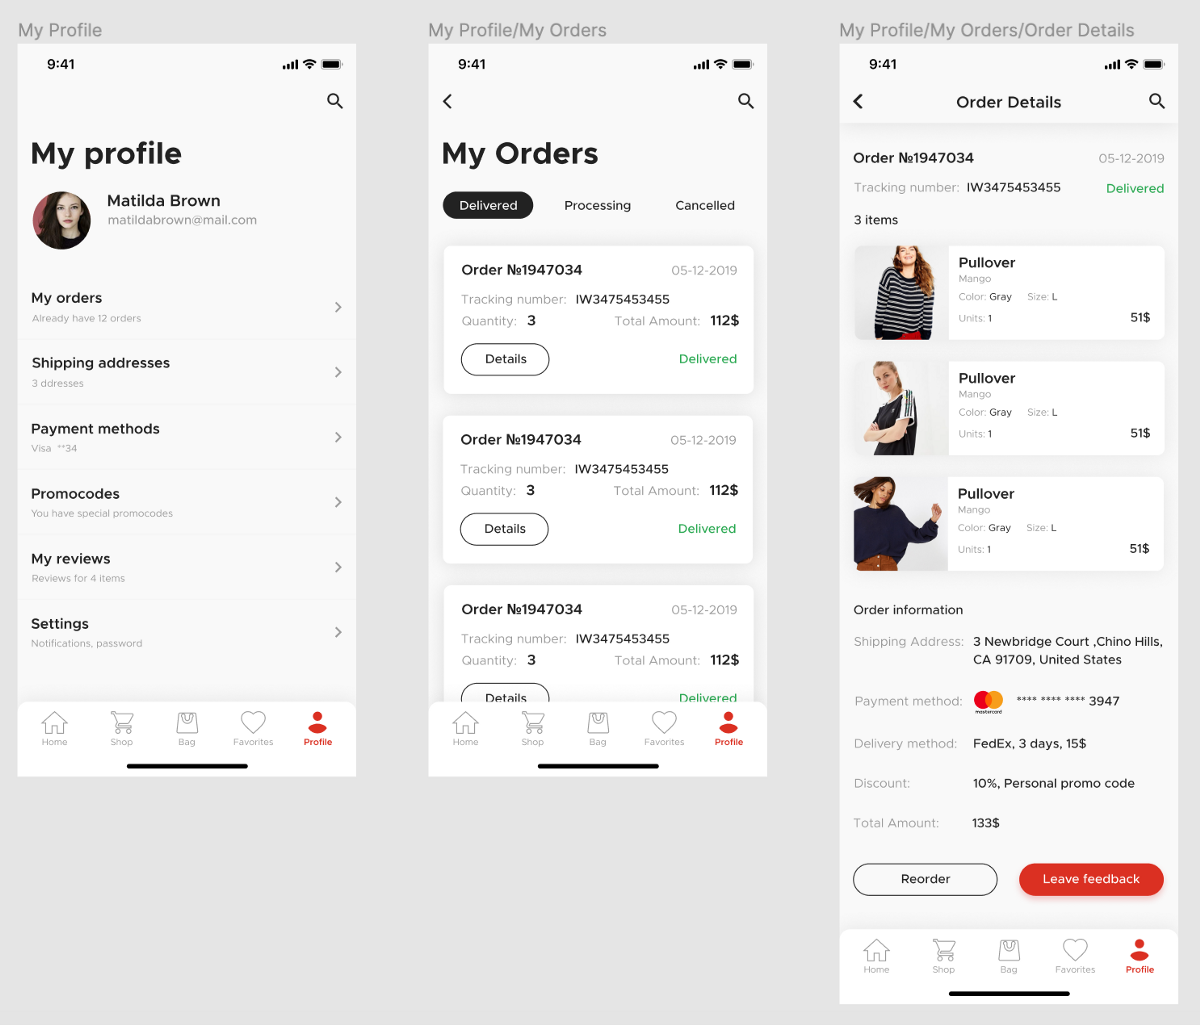 My Profile
9:41
My profile
Matilda Brown
matildabrown@mail.com
My orders
Already have 12 orders
Shipping addresses
3 ddresses
Payment methods
Visa **34
Promocodes
You have special promocodes
My reviews
Reviews for 4 items
Settings
Notifications, password
Home Shop Bag Favorites Profile
My Profile/My Orders
9:41
My Orders
Delivered Processing Cancelled
Order №1947034 05-12-2019
Tracking number: IW3475453455
Quantity: 3 Total Amount: 112$
Details Delivered
Order №1947034 05-12-2019
Tracking number: IW3475453455
Quantity: 3 Total Amount: 112$
Details Delivered
Order №1947034 05-12-2019
Tracking number: IW3475453455
Quantity: 3 Total Amount: 112$
Details Delivered
Home Shop Bag Favorites Profile
My Profile/My Orders/Order Details
9:41
Order Details
Order №1947034 05-12-2019
Tracking number: IW3475453455 Delivered
3 items
Pullover
Mango
Color: Gray Size: L
Units: 1 51$
Pullover
Mango
Color: Gray Size: L
Units: 1 51$
Pullover
Mango
Color: Gray Size: L
Units: 1 51$
Order information
Shipping Address: 3 Newbridge Court ,Chino Hills,
CA 91709, United States
Payment method: mastercard **** **** **** 3947
Delivery method: FedEx, 3 days, 15$
Discount: 10%, Personal promo code
Total Amount: 133$
Reorder Leave feedback
Home Shop Bag Favorites Profile